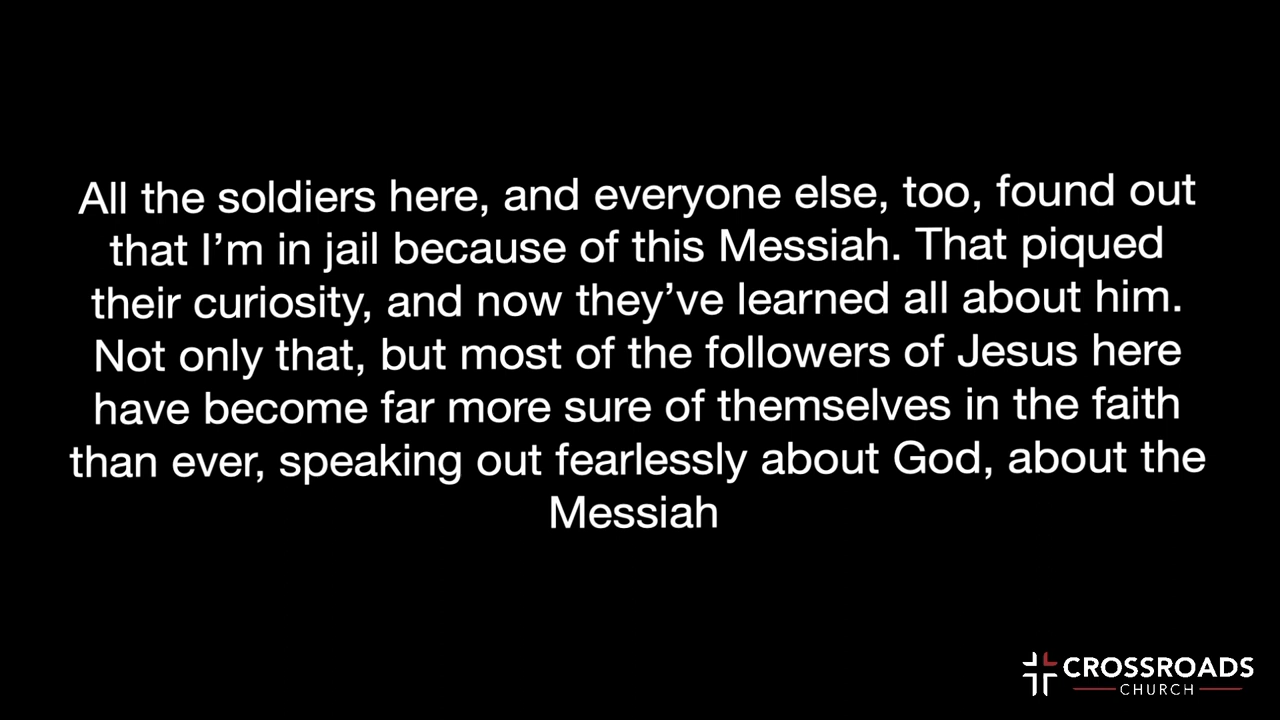 All the soldiers here, and everyone else, too, found out
that I’m in jail because of this Messiah. That piqued
their curiosity, and now they’ve learned all about him.
Not only that, but most of the followers of Jesus here
have become far more sure of themselves in the faith
than ever, speaking out fearlessly about God, about the
Messiah
CROSSROADS
CHURCH